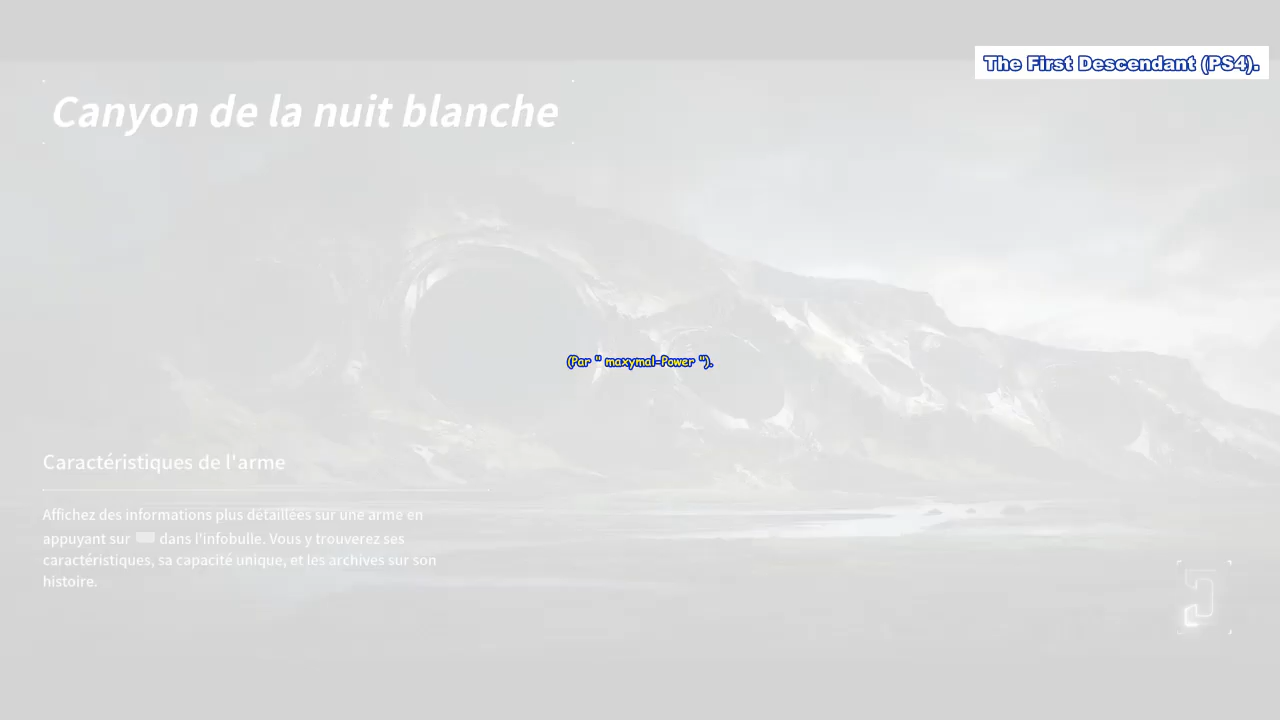 The First Descendant (PS4).
Canyon de la nuit blanche
(Par " maxymal-Power ").
Caractéristiques de l'arme
Affichez des informations plus détaillées sur une arme en
appuyant sur dans l'infobulle. Vous y trouverez ses
caractéristiques, sa capacité unique, et les archives sur son
histoire.